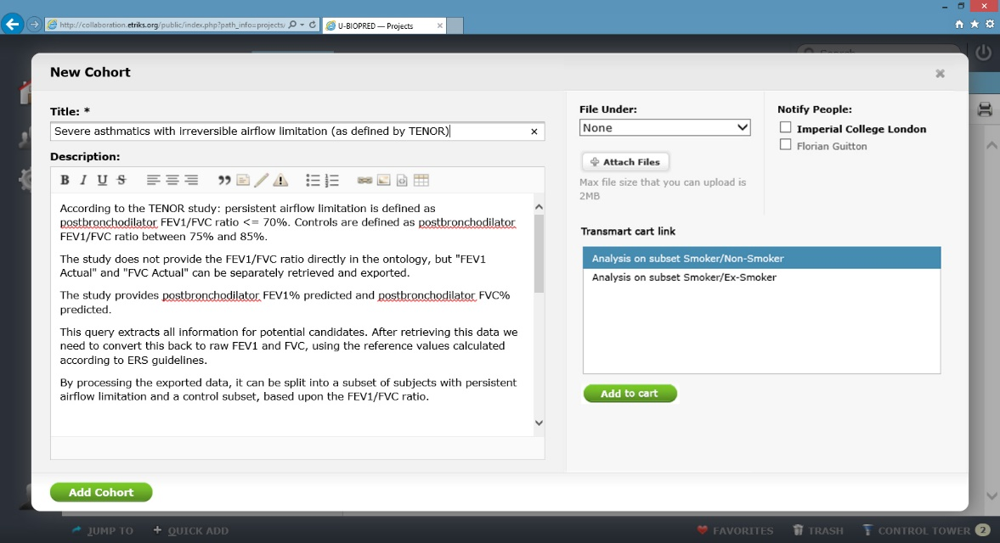 http://collaboration.etriks.org/public/index.php?path_info=projects/
U-BIOPRED — Projects
Search
New Cohort
Title: *
Severe asthmatics with irreversible airflow limitation (as defined by TENOR)
Description:
B I U S
According to the TENOR study: persistent airflow limitation is defined as
postbronchodilator FEV1/FVC ratio <= 70%. Controls are defined as postbronchodilator
FEV1/FVC ratio between 75% and 85%.
The study does not provide the FEV1/FVC ratio directly in the ontology, but "FEV1
Actual" and "FVC Actual" can be separately retrieved and exported.
The study provides postbronchodilator FEV1% predicted and postbronchodilator FVC%
predicted.
This query extracts all information for potential candidates. After retrieving this data we
need to convert this back to raw FEV1 and FVC, using the reference values calculated
according to ERS guidelines.
By processing the exported data, it can be split into a subset of subjects with persistent
airflow limitation and a control subset, based upon the FEV1/FVC ratio.
File Under:
None
Attach Files
Max file size that you can upload is
2MB
Notify People:
Imperial College London
Florian Guitton
Transmart cart link
Analysis on subset Smoker/Non-Smoker
Analysis on subset Smoker/Ex-Smoker
Add to cart
Add Cohort
JUMP TO
QUICK ADD
FAVORITES
TRASH
CONTROL TOWER 2